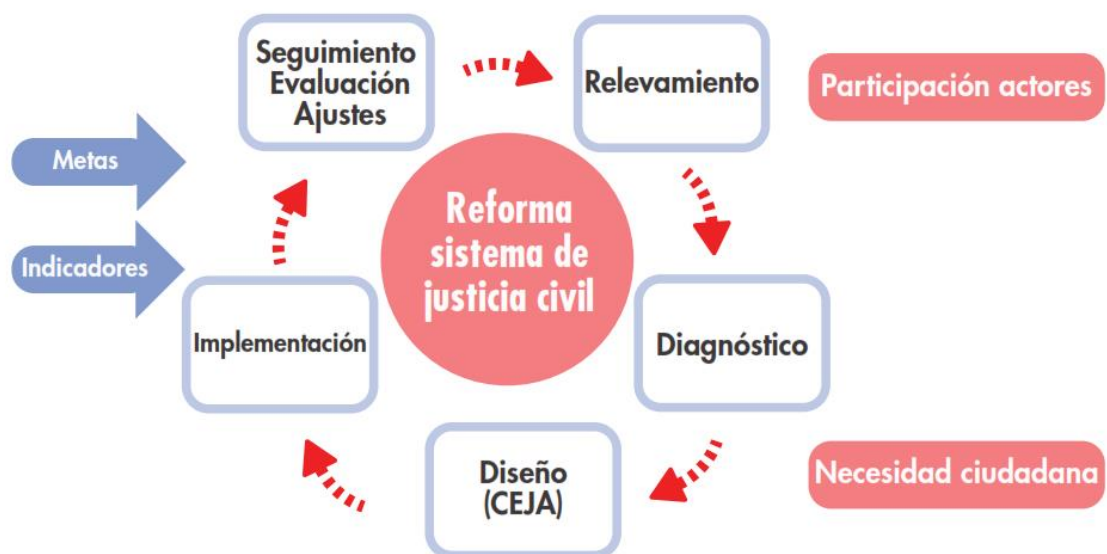 Seguimiento
Evaluación
Ajustes
Relevamiento
Participación actores
Metas
Reforma
sistema de
justicia civil
Indicadores
Implementación
Diagnóstico
Diseño
(CEJA)
Necesidad ciudadana